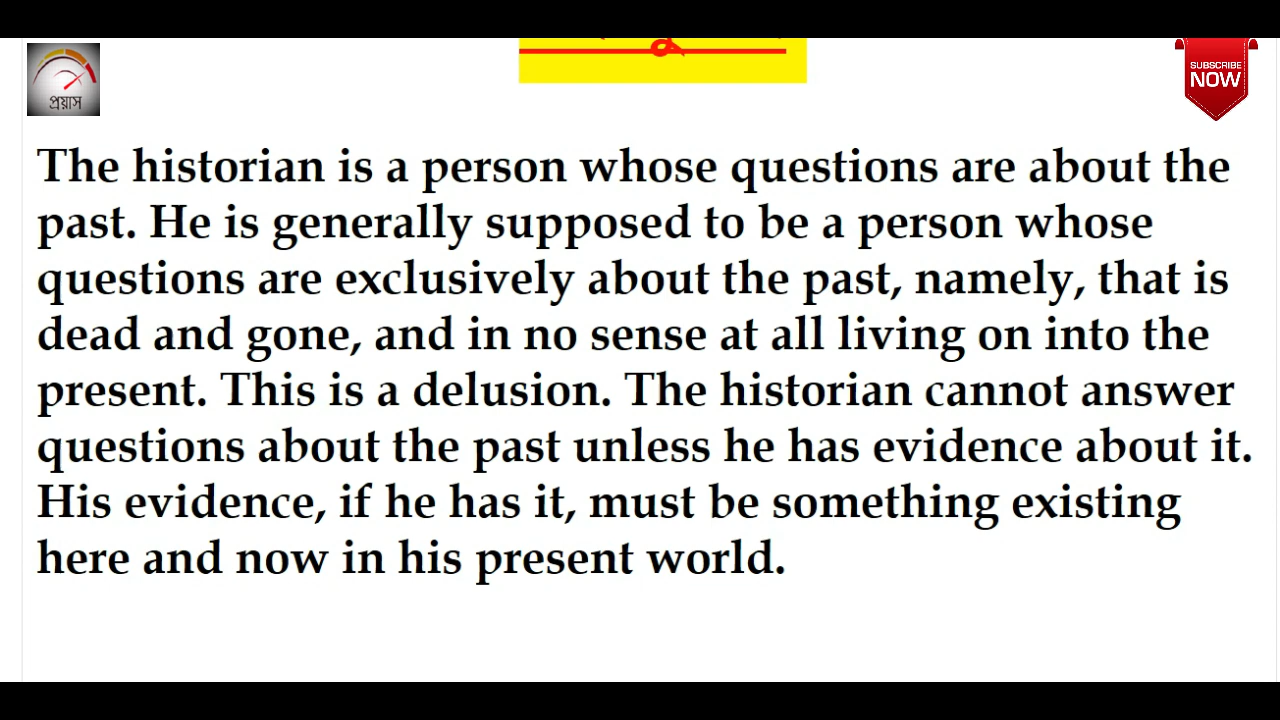 প্রয়াস
SUBSCRIBE
NOW
The historian is a person whose questions are about the
past. He is generally supposed to be a person whose
questions are exclusively about the past, namely, that is
dead and gone, and in no sense at all living on into the
present. This is a delusion. The historian cannot answer
questions about the past unless he has evidence about it.
His evidence, if he has it, must be something existing
here and now in his present world.